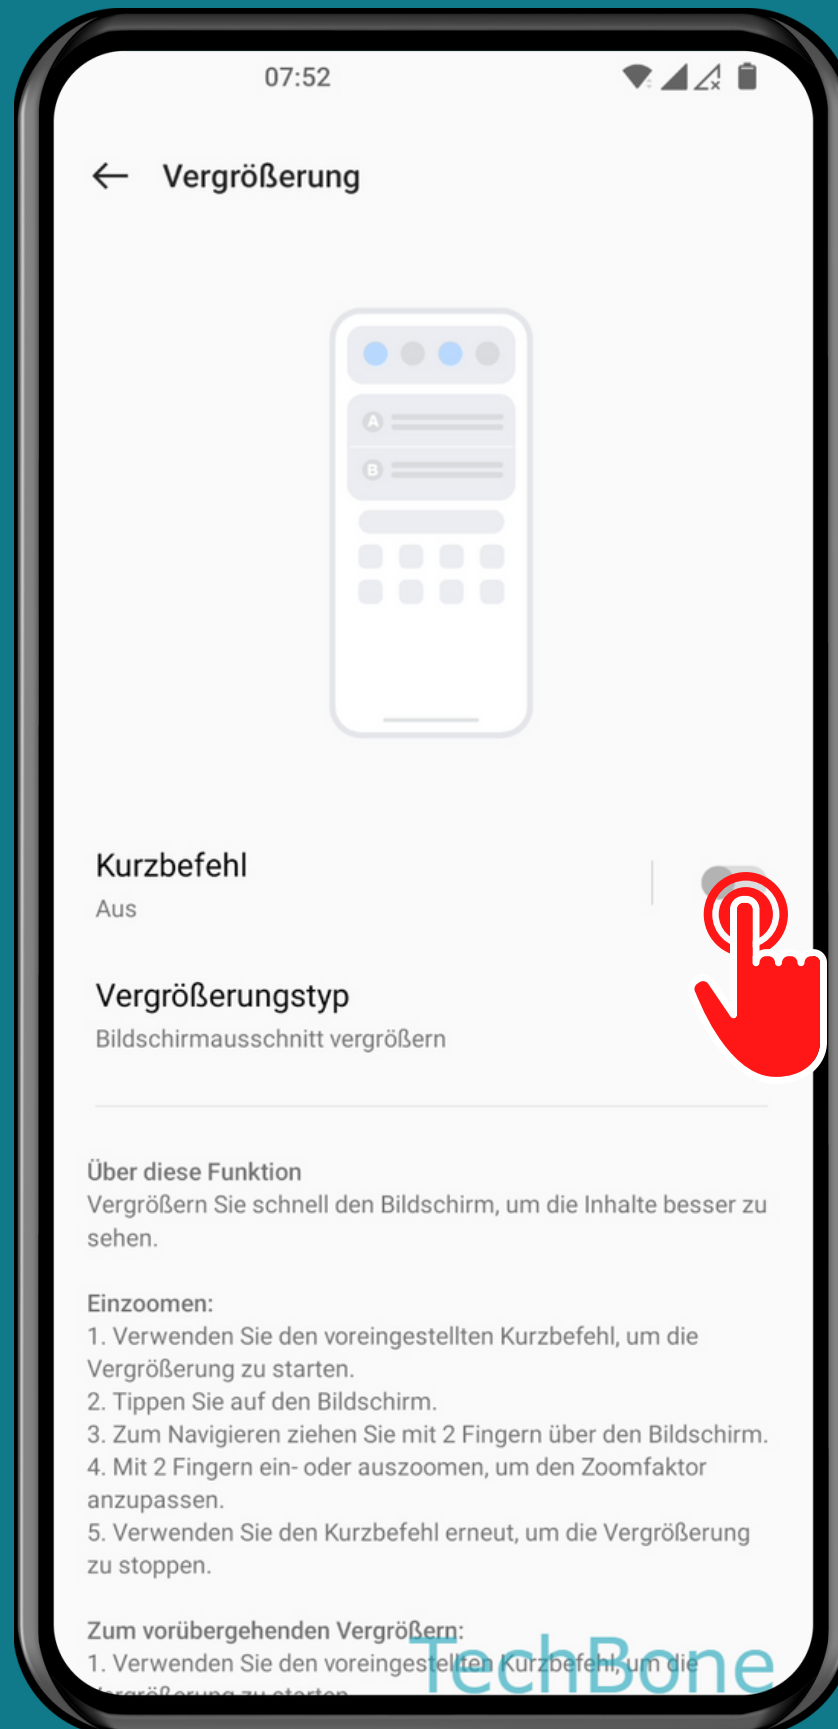 07:52
Vergrößerung
A
B
Kurzbefehl
Aus
Vergrößerungstyp
Bildschirmausschnitt vergrößern
Über diese Funktion
Vergrößern Sie schnell den Bildschirm, um die Inhalte besser zu
sehen.
Einzoomen:
1. Verwenden Sie den voreingestellten Kurzbefehl, um die
Vergrößerung zu starten.
2. Tippen Sie auf den Bildschirm.
3. Zum Navigieren ziehen Sie mit 2 Fingern über den Bildschirm.
4. Mit 2 Fingern ein- oder auszoomen, um den Zoomfaktor
anzupassen.
5. Verwenden Sie den Kurzbefehl erneut, um die Vergrößerung
zu stoppen.
Zum vorübergehenden Vergrößern:
1. Verwenden Sie den voreingestellten Kurzbefehl, um die
Vergrößerung zu starten.
TechBone